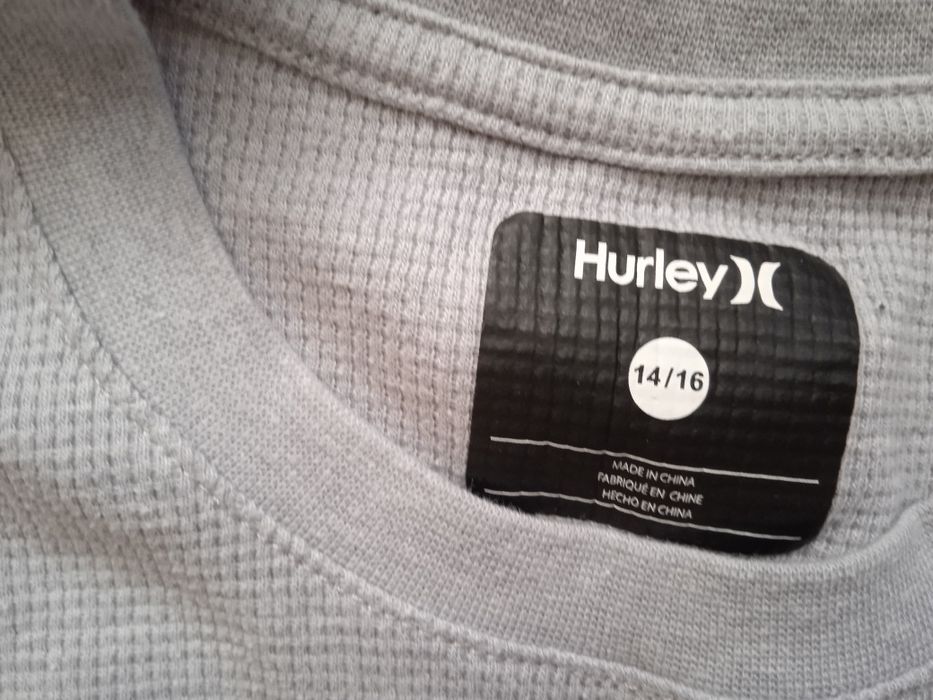 Hurley
14/16
MADE IN CHINA
FABRIQUÉ EN CHINE
HECHO EN CHINA